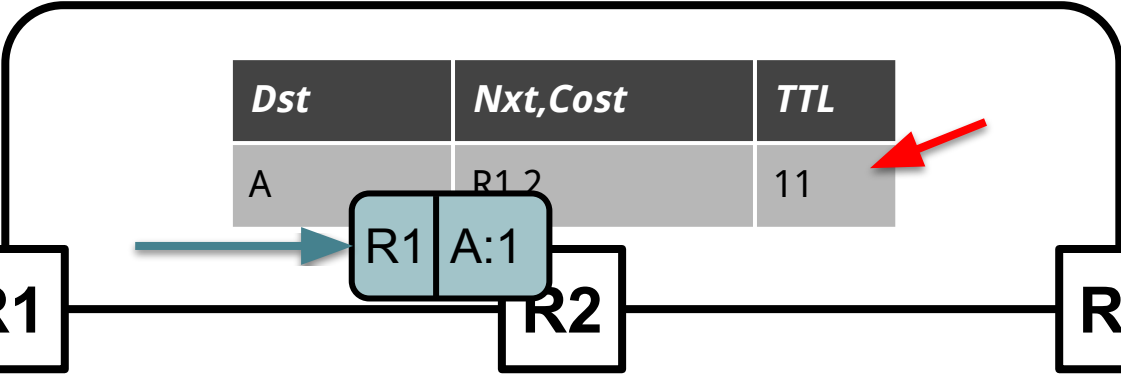 Dst Nxt,Cost TTL
A R1,2 11
R1 A:1
R1 R2 R